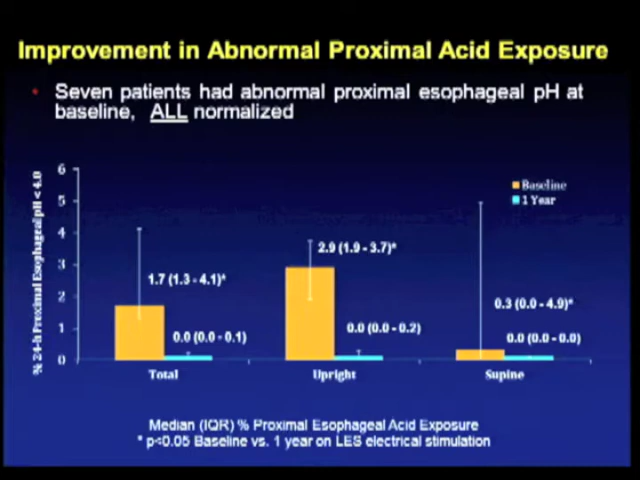 Improvement in Abnormal Proximal Acid Exposure
• Seven patients had abnormal proximal esophageal pH at
baseline, ALL normalized
% 24-h Proximal Esophageal pH < 4.0
6
5
4
3
2
1
0
Baseline
1 Year
1.7 (1.3 - 4.1)*
0.0 (0.0 - 0.1)
2.9 (1.9 - 3.7)*
0.0 (0.0 - 0.2)
0.3 (0.0 - 4.9)*
0.0 (0.0 - 0.0)
Total
Upright
Supine
Median (IQR) % Proximal Esophageal Acid Exposure
* p<0.05 Baseline vs. 1 year on LES electrical stimulation